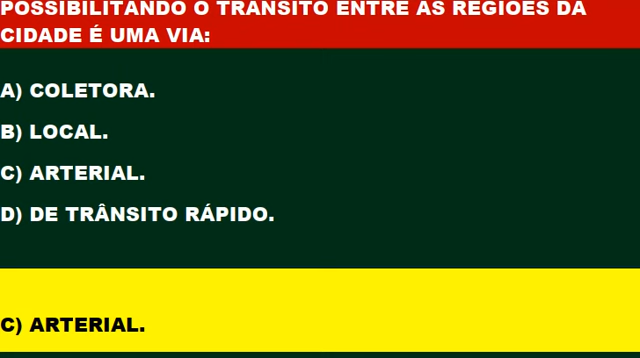 POSSIBILITANDO O TRÂNSITO ENTRE AS REGIÕES DA
CIDADE É UMA VIA:
A) COLETORA.
B) LOCAL.
C) ARTERIAL.
D) DE TRÂNSITO RÁPIDO.
C) ARTERIAL.